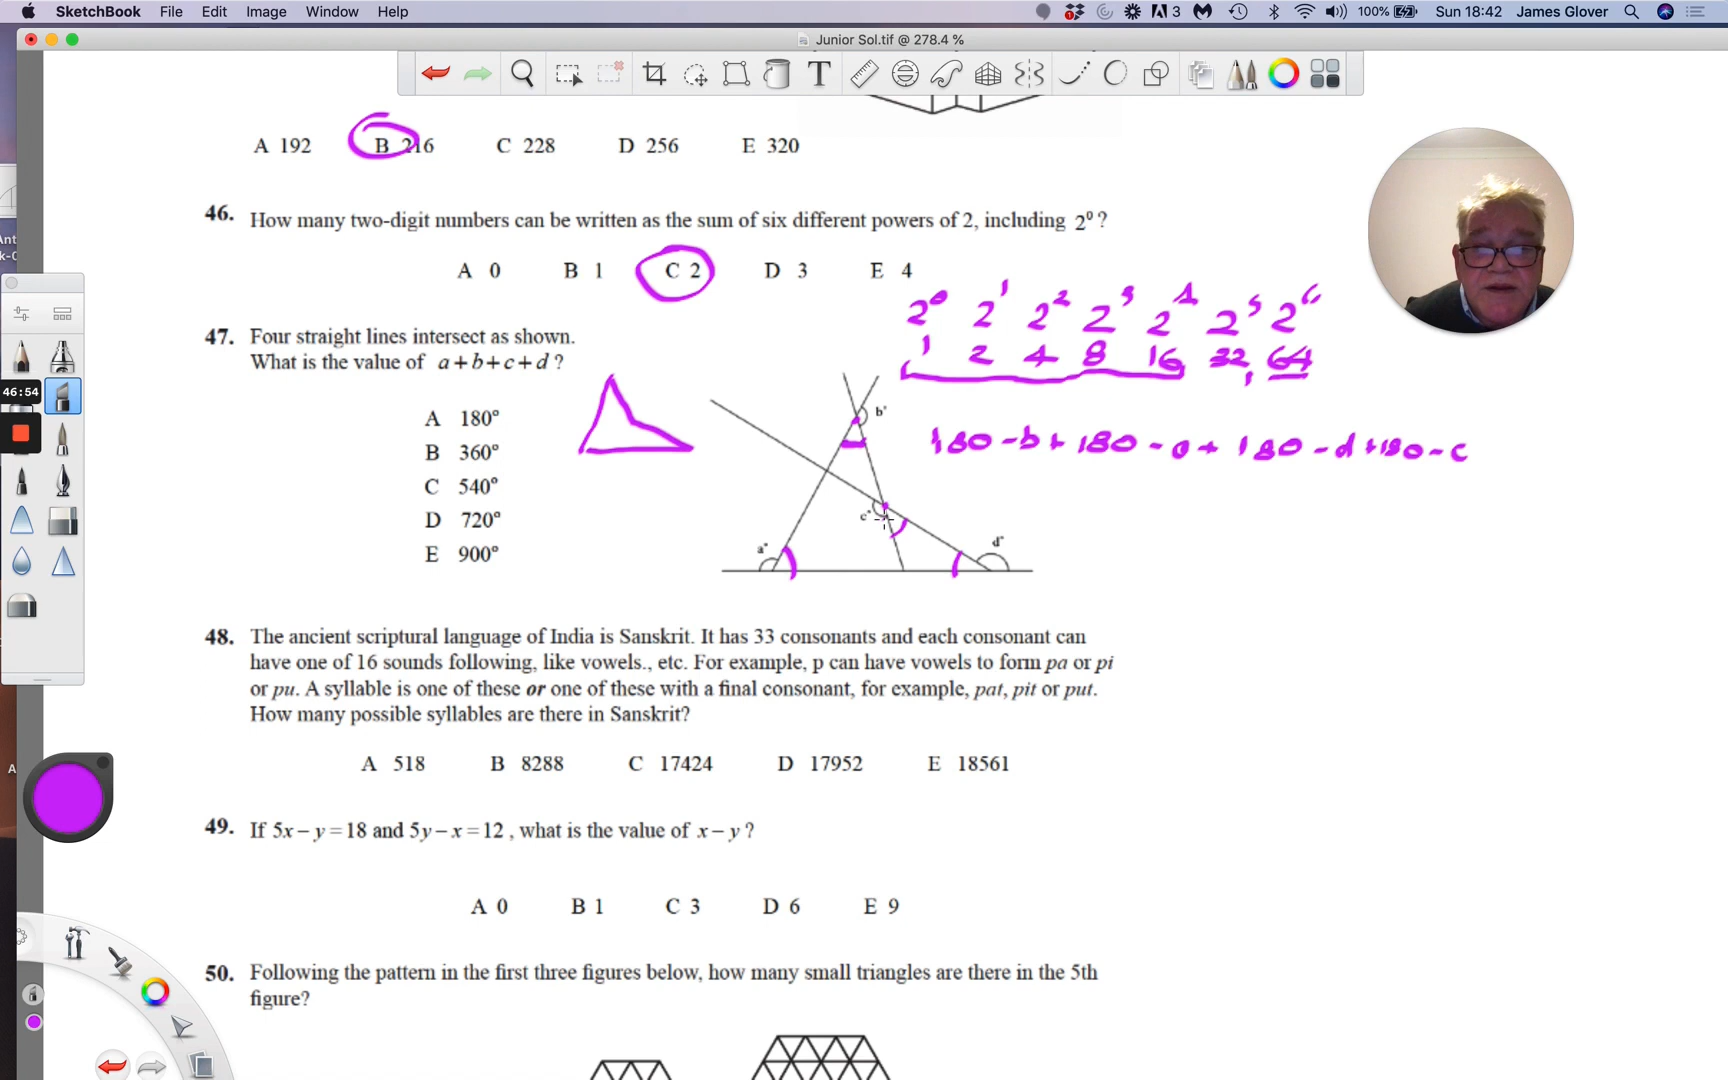 SketchBook File Edit Image Window Help
3 100% Sun 18:42 James Glover
Junior Sol.tif @ 278.4 %
A 192 B 216 C 228 D 256 E 320
46. How many two-digit numbers can be written as the sum of six different powers of 2, including 2⁰?
A 0 B 1 C 2 D 3 E 4
2⁰ 2¹ 2² 2³ 2⁴ 2⁵ 2⁶
1 2 4 8 16 32, 64
47. Four straight lines intersect as shown.
What is the value of a+b+c+d?
A 180°
B 360°
C 540°
D 720°
E 900°
b°
c°
a°
d°
180 - b + 180 - a + 180 - d + 180 - c
46:54
48. The ancient scriptural language of India is Sanskrit. It has 33 consonants and each consonant can
have one of 16 sounds following, like vowels., etc. For example, p can have vowels to form pa or pi
or pu. A syllable is one of these or one of these with a final consonant, for example, pat, pit or put.
How many possible syllables are there in Sanskrit?
A 518 B 8288 C 17424 D 17952 E 18561
49. If 5x−y=18 and 5y−x=12, what is the value of x−y?
A 0 B 1 C 3 D 6 E 9
50. Following the pattern in the first three figures below, how many small triangles are there in the 5th
figure?